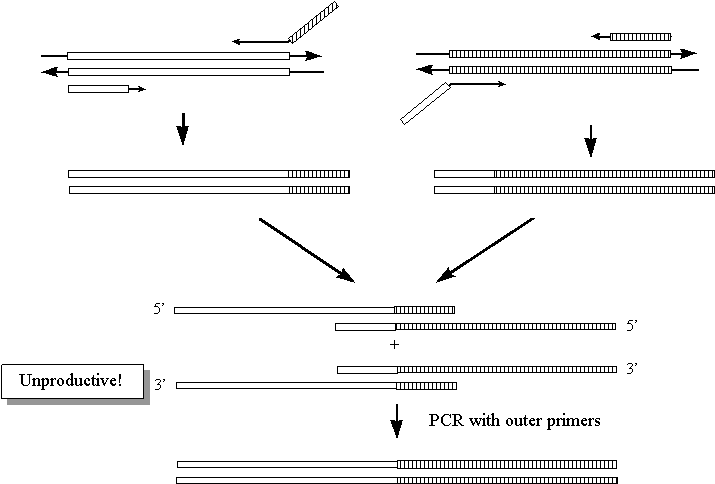 5’
5’
+
3’
Unproductive!
3’
PCR with outer primers